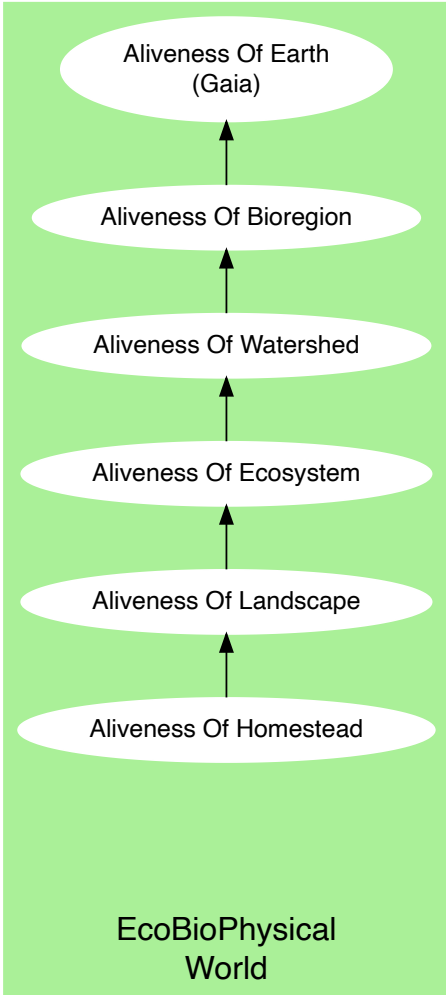 Aliveness Of Earth
(Gaia)
Aliveness Of Bioregion
Aliveness Of Watershed
Aliveness Of Ecosystem
Aliveness Of Landscape
Aliveness Of Homestead
EcoBioPhysical
World